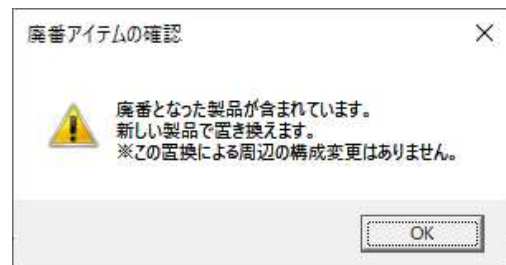 廃番アイテムの確認
廃番となった製品が含まれています。
新しい製品で置き換えます。
※この置換による周辺の構成変更はありません。
OK